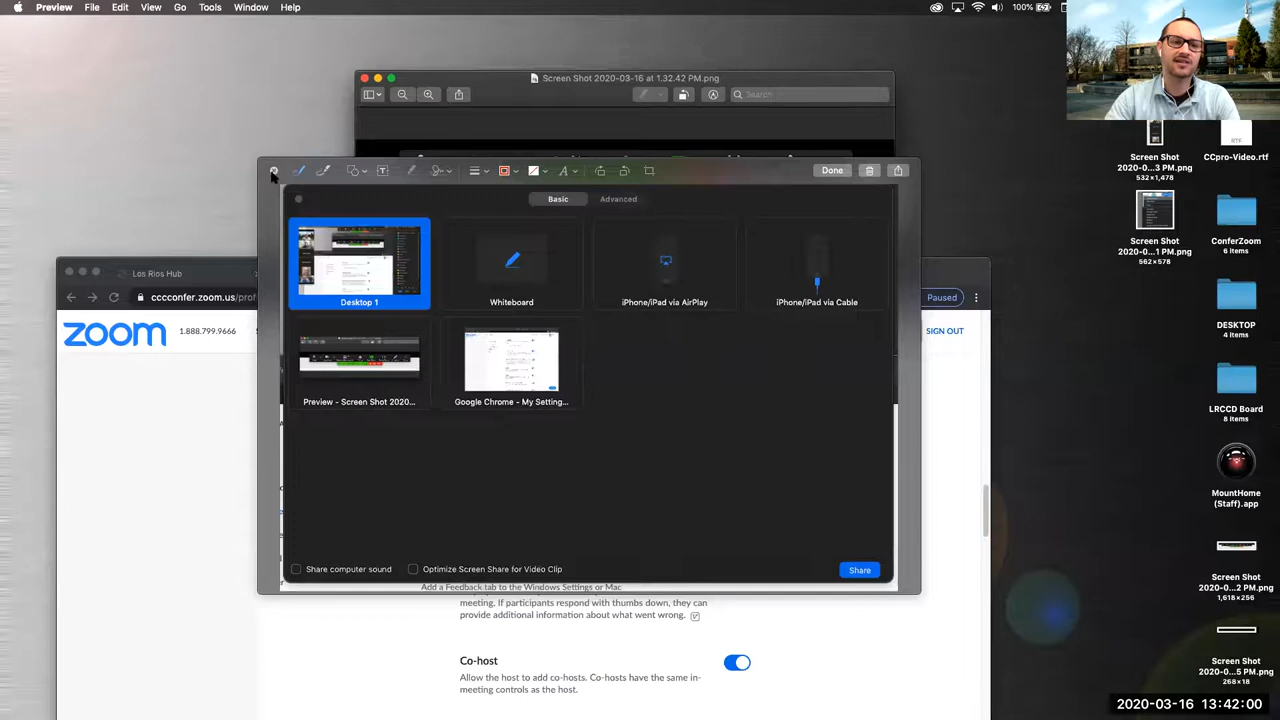 Preview File Edit View Go Tools Window Help
100%
Screen Shot 2020-03-16 at 1.32.42 PM.png
Search
Done
Basic Advanced
Desktop 1
Whiteboard
iPhone/iPad via AirPlay
iPhone/iPad via Cable
Preview - Screen Shot 2020...
Google Chrome - My Setting...
Share computer sound
Optimize Screen Share for Video Clip
Share
Los Rios Hub
cccconfer.zoom.us/prof
Paused
zoom
1.888.799.9666
SIGN OUT
Add a Feedback tab to the Windows Settings or Mac
meeting. If participants respond with thumbs down, they can
provide additional information about what went wrong.
Co-host
Allow the host to add co-hosts. Co-hosts have the same in-
meeting controls as the host.
Screen Shot
2020-0...3 PM.png
532×1,478
CCpro-Video.rtf
RTF
Screen Shot
2020-0...1 PM.png
562×578
ConferZoom
6 items
DESKTOP
4 items
LRCCD Board
8 items
MountHome
(Staff).app
Screen Shot
2020-0...2 PM.png
1,618×256
Screen Shot
2020-0...5 PM.png
268×18
2020-03-16 13:42:00